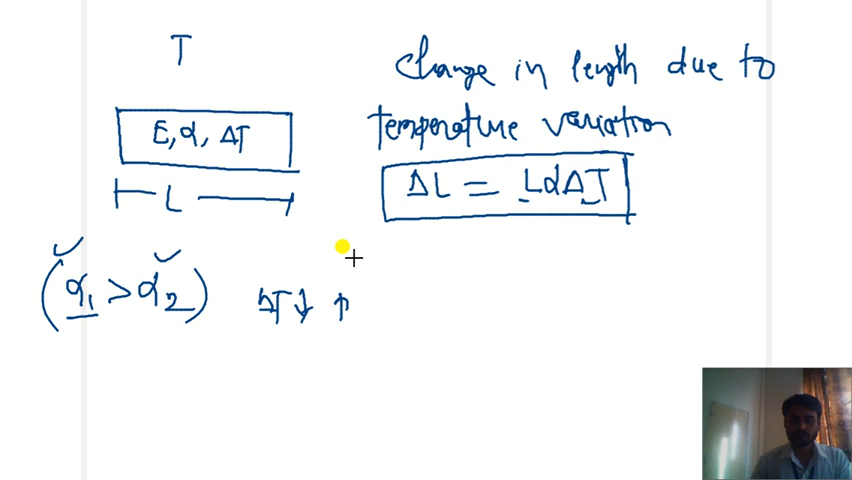 T
Change in length due to
temperature variation
E, α, ΔT
L
ΔL = LαΔT
(α₁ > α₂)
ΔT↓ ↑